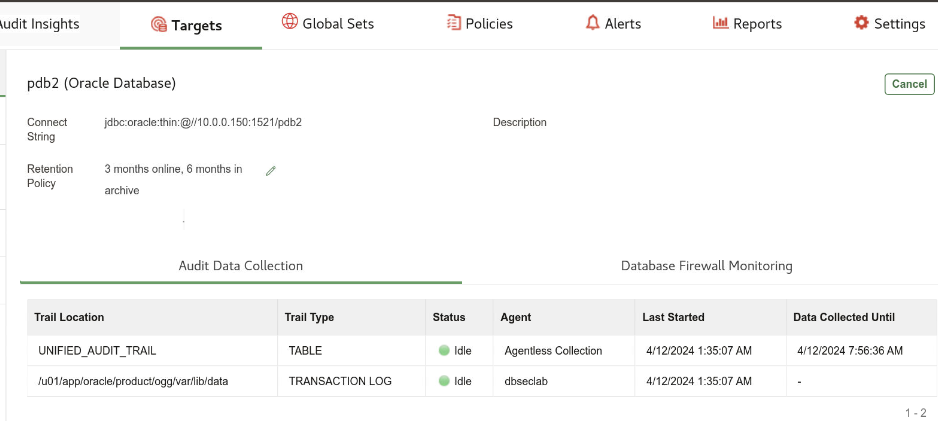 Audit Insights Targets Global Sets Policies Alerts Reports Settings
pdb2 (Oracle Database) Cancel
Connect String jdbc:oracle:thin:@//10.0.0.150:1521/pdb2 Description
Retention Policy 3 months online, 6 months in archive
Audit Data Collection Database Firewall Monitoring
Trail Location Trail Type Status Agent Last Started Data Collected Until
UNIFIED_AUDIT_TRAIL TABLE Idle Agentless Collection 4/12/2024 1:35:07 AM 4/12/2024 7:56:36 AM
/u01/app/oracle/product/ogg/var/lib/data TRANSACTION LOG Idle dbseclab 4/12/2024 1:35:07 AM -
1 - 2